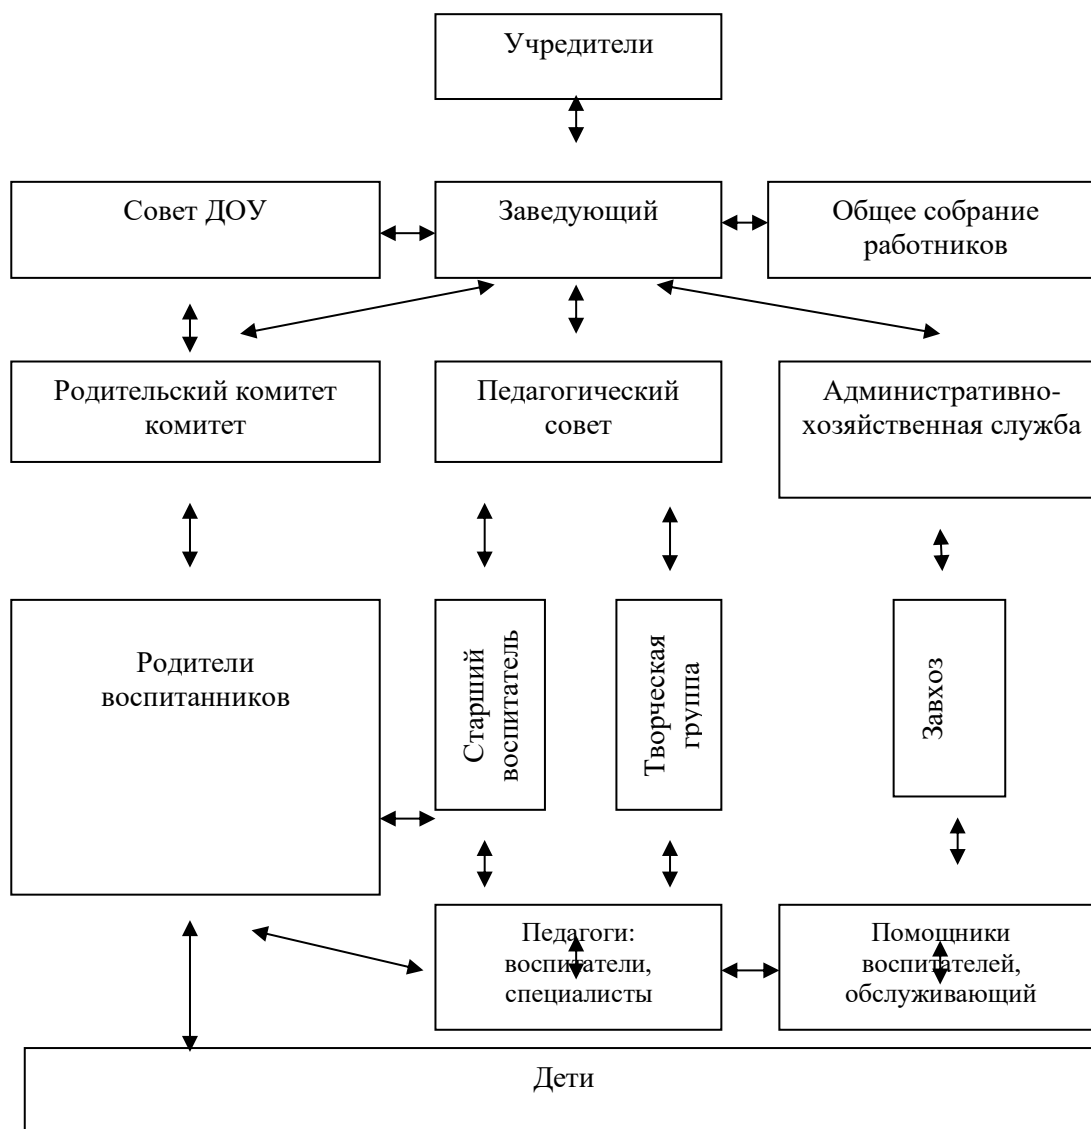 Учредители
Совет ДОУ
Заведующий
Общее собрание
работников
Родительский комитет
комитет
Педагогический
совет
Административно-
хозяйственная служба
Родители
воспитанников
Старший
воспитатель
Творческая
группа
Завхоз
Педагоги:
воспитатели,
специалисты
Помощники
воспитателей,
обслуживающий
Дети